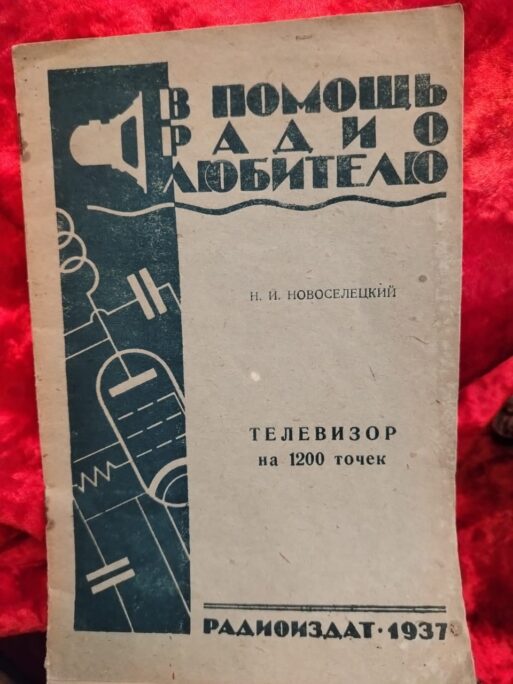 В ПОМОЩЬ
РАДИО
ЛЮБИТЕЛЮ
Н. И. НОВОСЕЛЕЦКИЙ
ТЕЛЕВИЗОР
на 1200 точек
РАДИОИЗДАТ · 1937